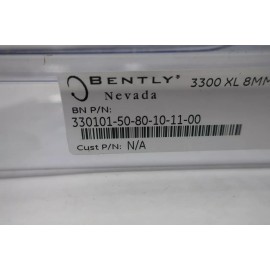 BENTLY® 3300 XL 8MM
Nevada
BN P/N:
330101-50-80-10-11-00
Cust P/N: N/A